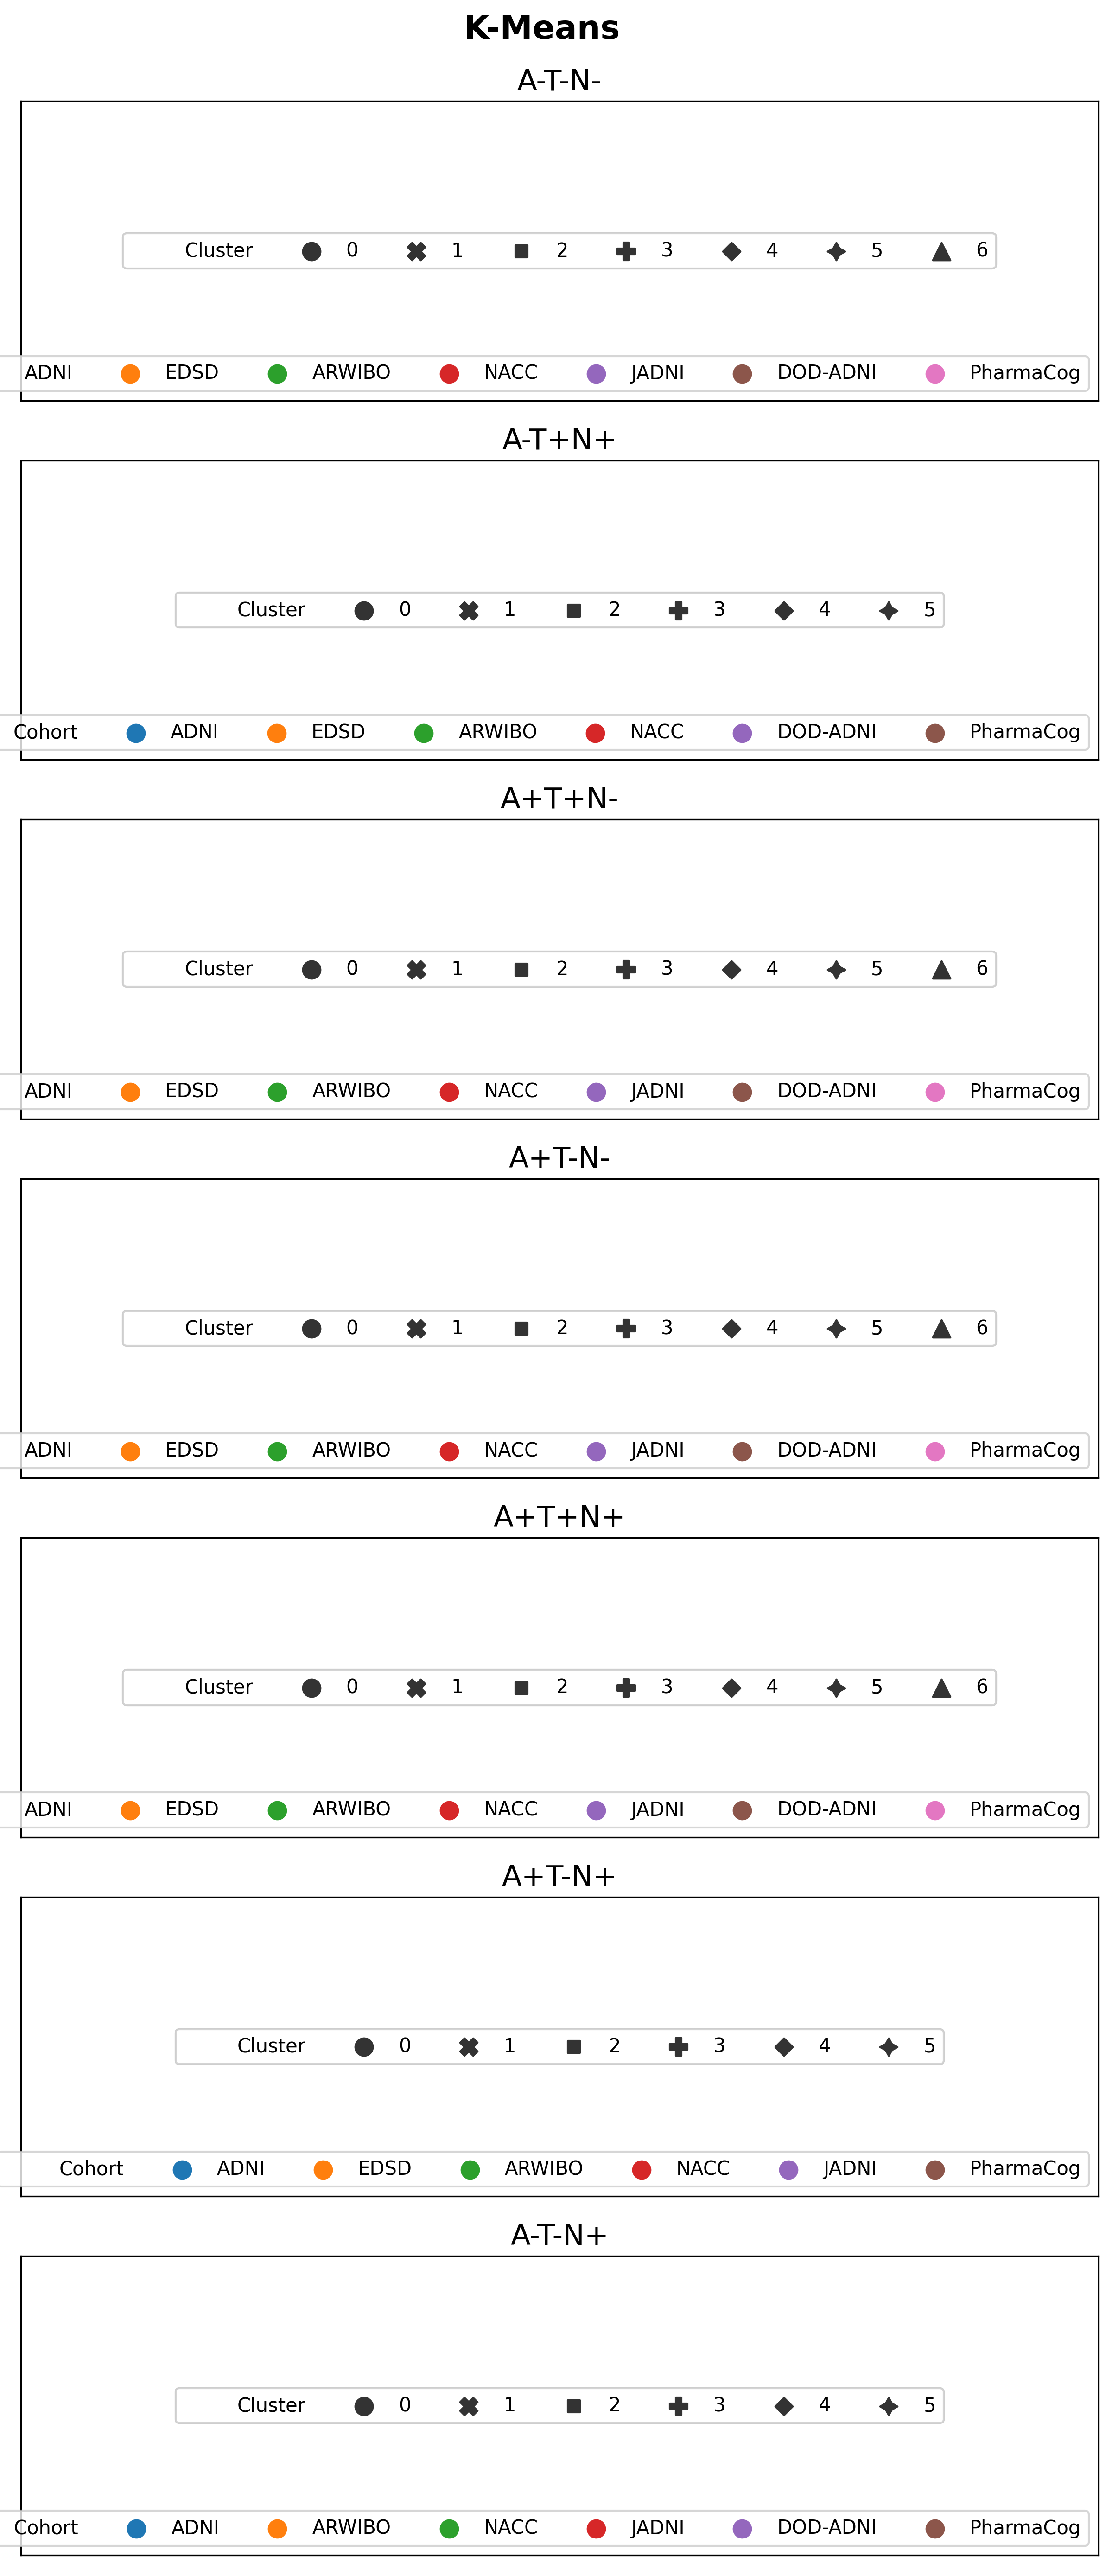 K-Means
A-T-N-
Cluster 0 1 2 3 4 5 6
ADNI EDSD ARWIBO NACC JADNI DOD-ADNI PharmaCog
A-T+N+
Cluster 0 1 2 3 4 5
Cohort ADNI EDSD ARWIBO NACC DOD-ADNI PharmaCog
A+T+N-
Cluster 0 1 2 3 4 5 6
ADNI EDSD ARWIBO NACC JADNI DOD-ADNI PharmaCog
A+T-N-
Cluster 0 1 2 3 4 5 6
ADNI EDSD ARWIBO NACC JADNI DOD-ADNI PharmaCog
A+T+N+
Cluster 0 1 2 3 4 5 6
ADNI EDSD ARWIBO NACC JADNI DOD-ADNI PharmaCog
A+T-N+
Cluster 0 1 2 3 4 5
Cohort ADNI EDSD ARWIBO NACC JADNI PharmaCog
A-T-N+
Cluster 0 1 2 3 4 5
Cohort ADNI ARWIBO NACC JADNI DOD-ADNI PharmaCog